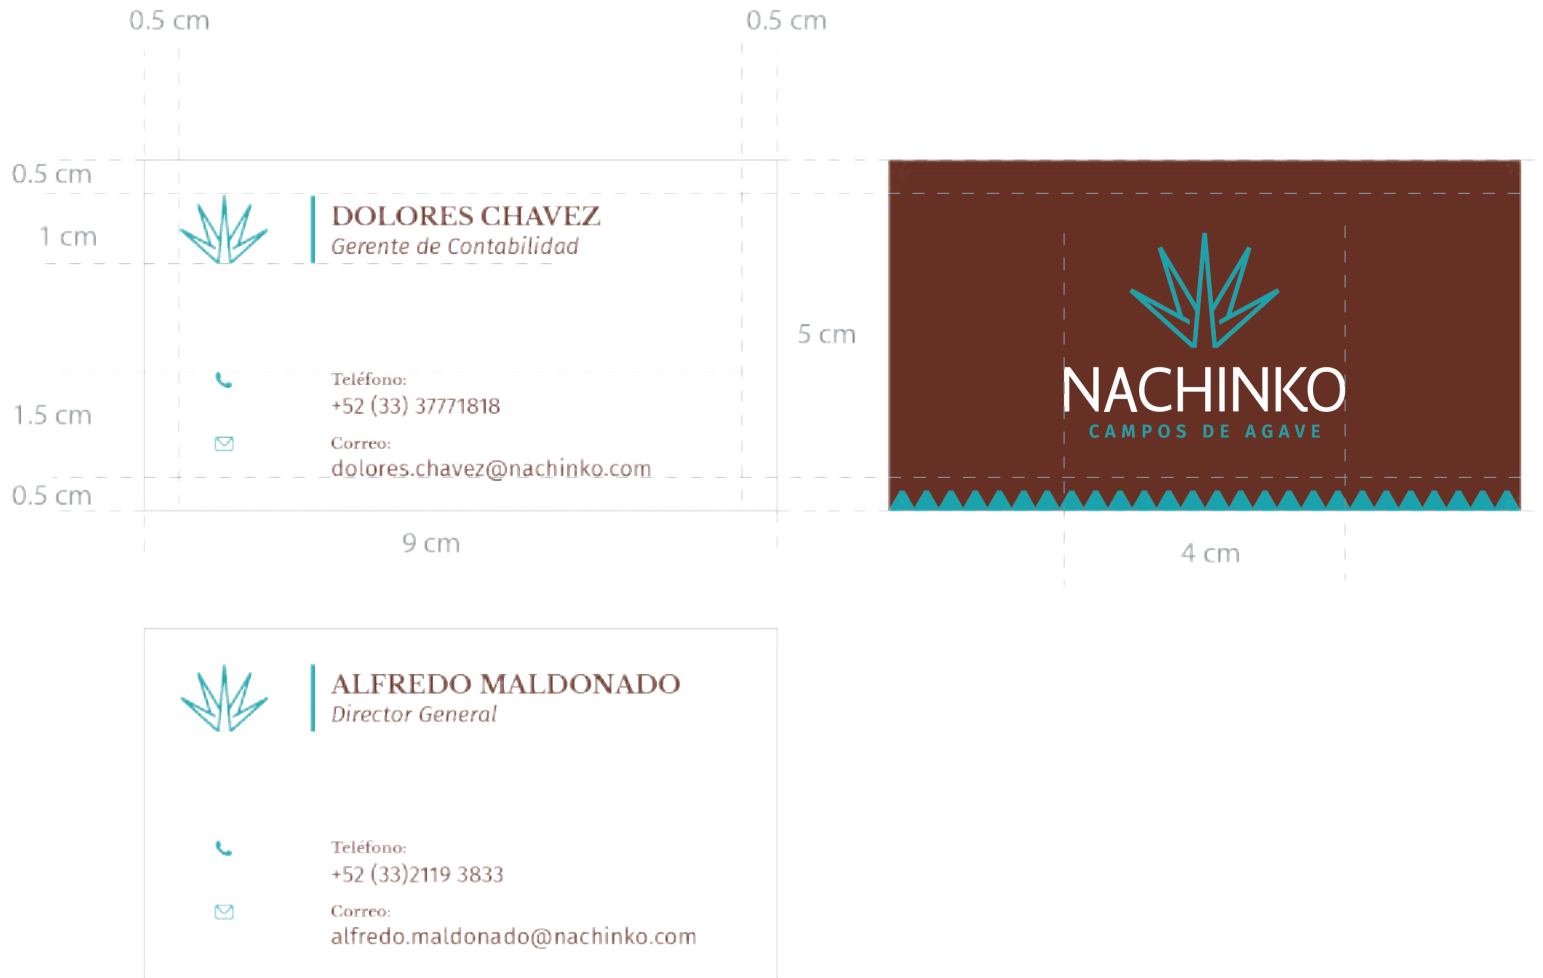 0.5 cm
0.5 cm
0.5 cm
1 cm
DOLORES CHAVEZ
Gerente de Contabilidad
Teléfono:
+52 (33) 37771818
Correo:
dolores.chavez@nachinko.com
1.5 cm
0.5 cm
9 cm
5 cm
NACHINKO
CAMPOS DE AGAVE
4 cm
ALFREDO MALDONADO
Director General
Teléfono:
+52 (33)2119 3833
Correo:
alfredo.maldonado@nachinko.com